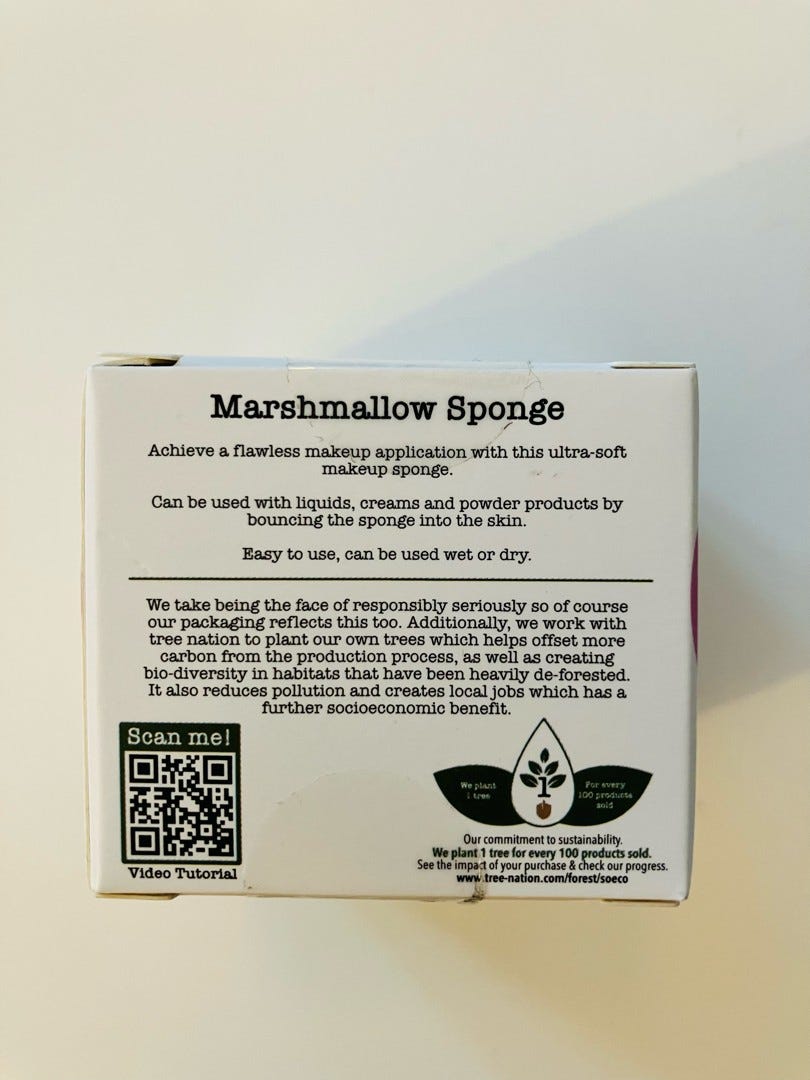 Marshmallow Sponge
Achieve a flawless makeup application with this ultra-soft
makeup sponge.
Can be used with liquids, creams and powder products by
bouncing the sponge into the skin.
Easy to use, can be used wet or dry.
We take being the face of responsibly seriously so of course
our packaging reflects this too. Additionally, we work with
tree nation to plant our own trees which helps offset more
carbon from the production process, as well as creating
bio-diversity in habitats that have been heavily de-forested.
It also reduces pollution and creates local jobs which has a
further socioeconomic benefit.
Scan me!
Video Tutorial
We plant
1 tree
1
For every
100 products
sold
Our commitment to sustainability.
We plant 1 tree for every 100 products sold.
See the impact of your purchase & check our progress.
www.tree-nation.com/forest/soeco